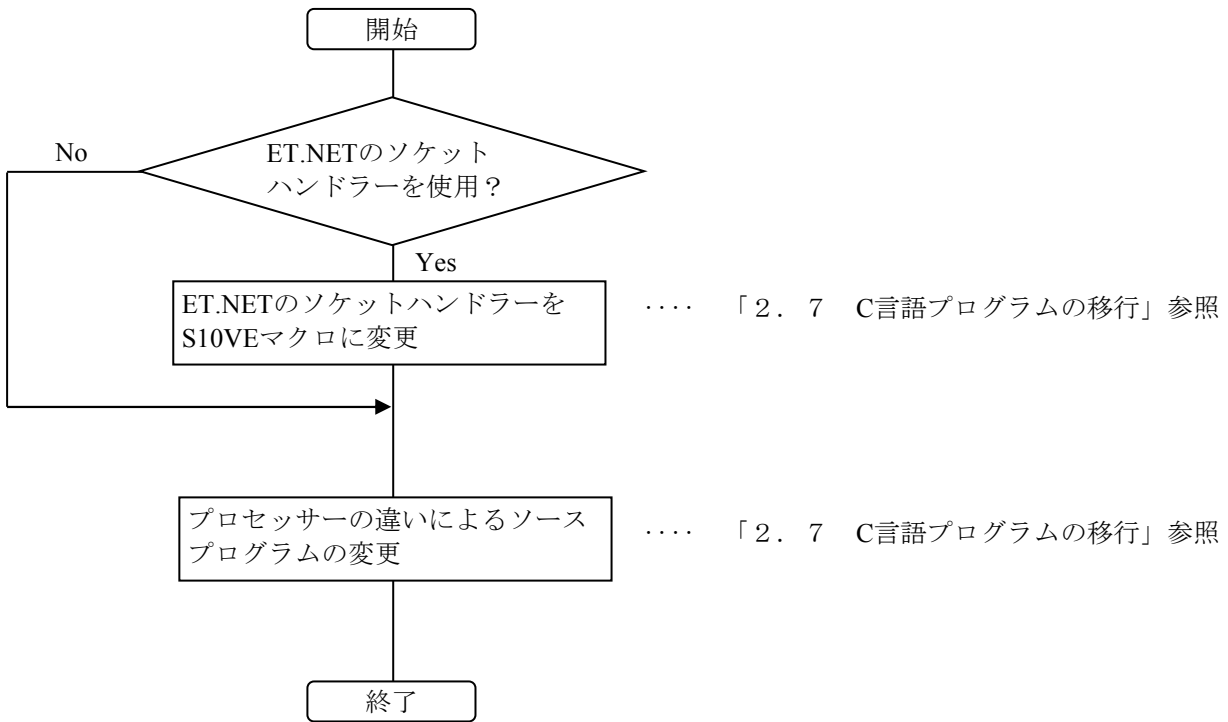 開始
No
ET.NETのソケット
ハンドラーを使用？
Yes
ET.NETのソケットハンドラーを
S10VEマクロに変更
‥‥　「２．７　C言語プログラムの移行」参照
プロセッサーの違いによるソース
プログラムの変更
‥‥　「２．７　C言語プログラムの移行」参照
終了